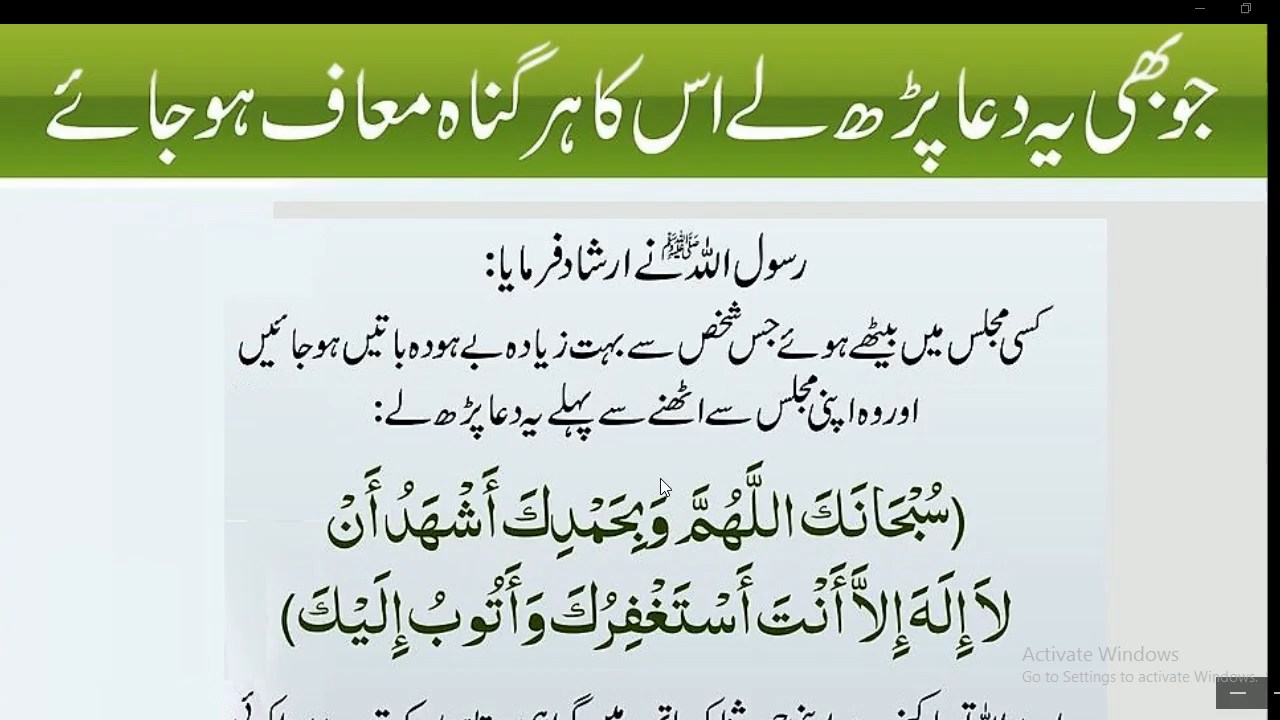 جو بھی یہ دعا پڑھ لے اس کا ہر گناہ معاف ہو جائے
رسول اللہ ﷺ نے ارشاد فرمایا:
کسی مجلس میں بیٹھے ہوئے جس شخص سے بہت زیادہ بے ہودہ باتیں ہو جائیں
اور وہ اپنی مجلس سے اٹھنے سے پہلے یہ دعا پڑھ لے:
(سُبْحَانَكَ اللَّهُمَّ وَبِحَمْدِكَ أَشْهَدُ أَنْ
لاَ إِلَهَ إِلاَّ أَنْتَ أَسْتَغْفِرُكَ وَأَتُوبُ إِلَيْكَ)
Activate Windows
Go to Settings to activate Windows.